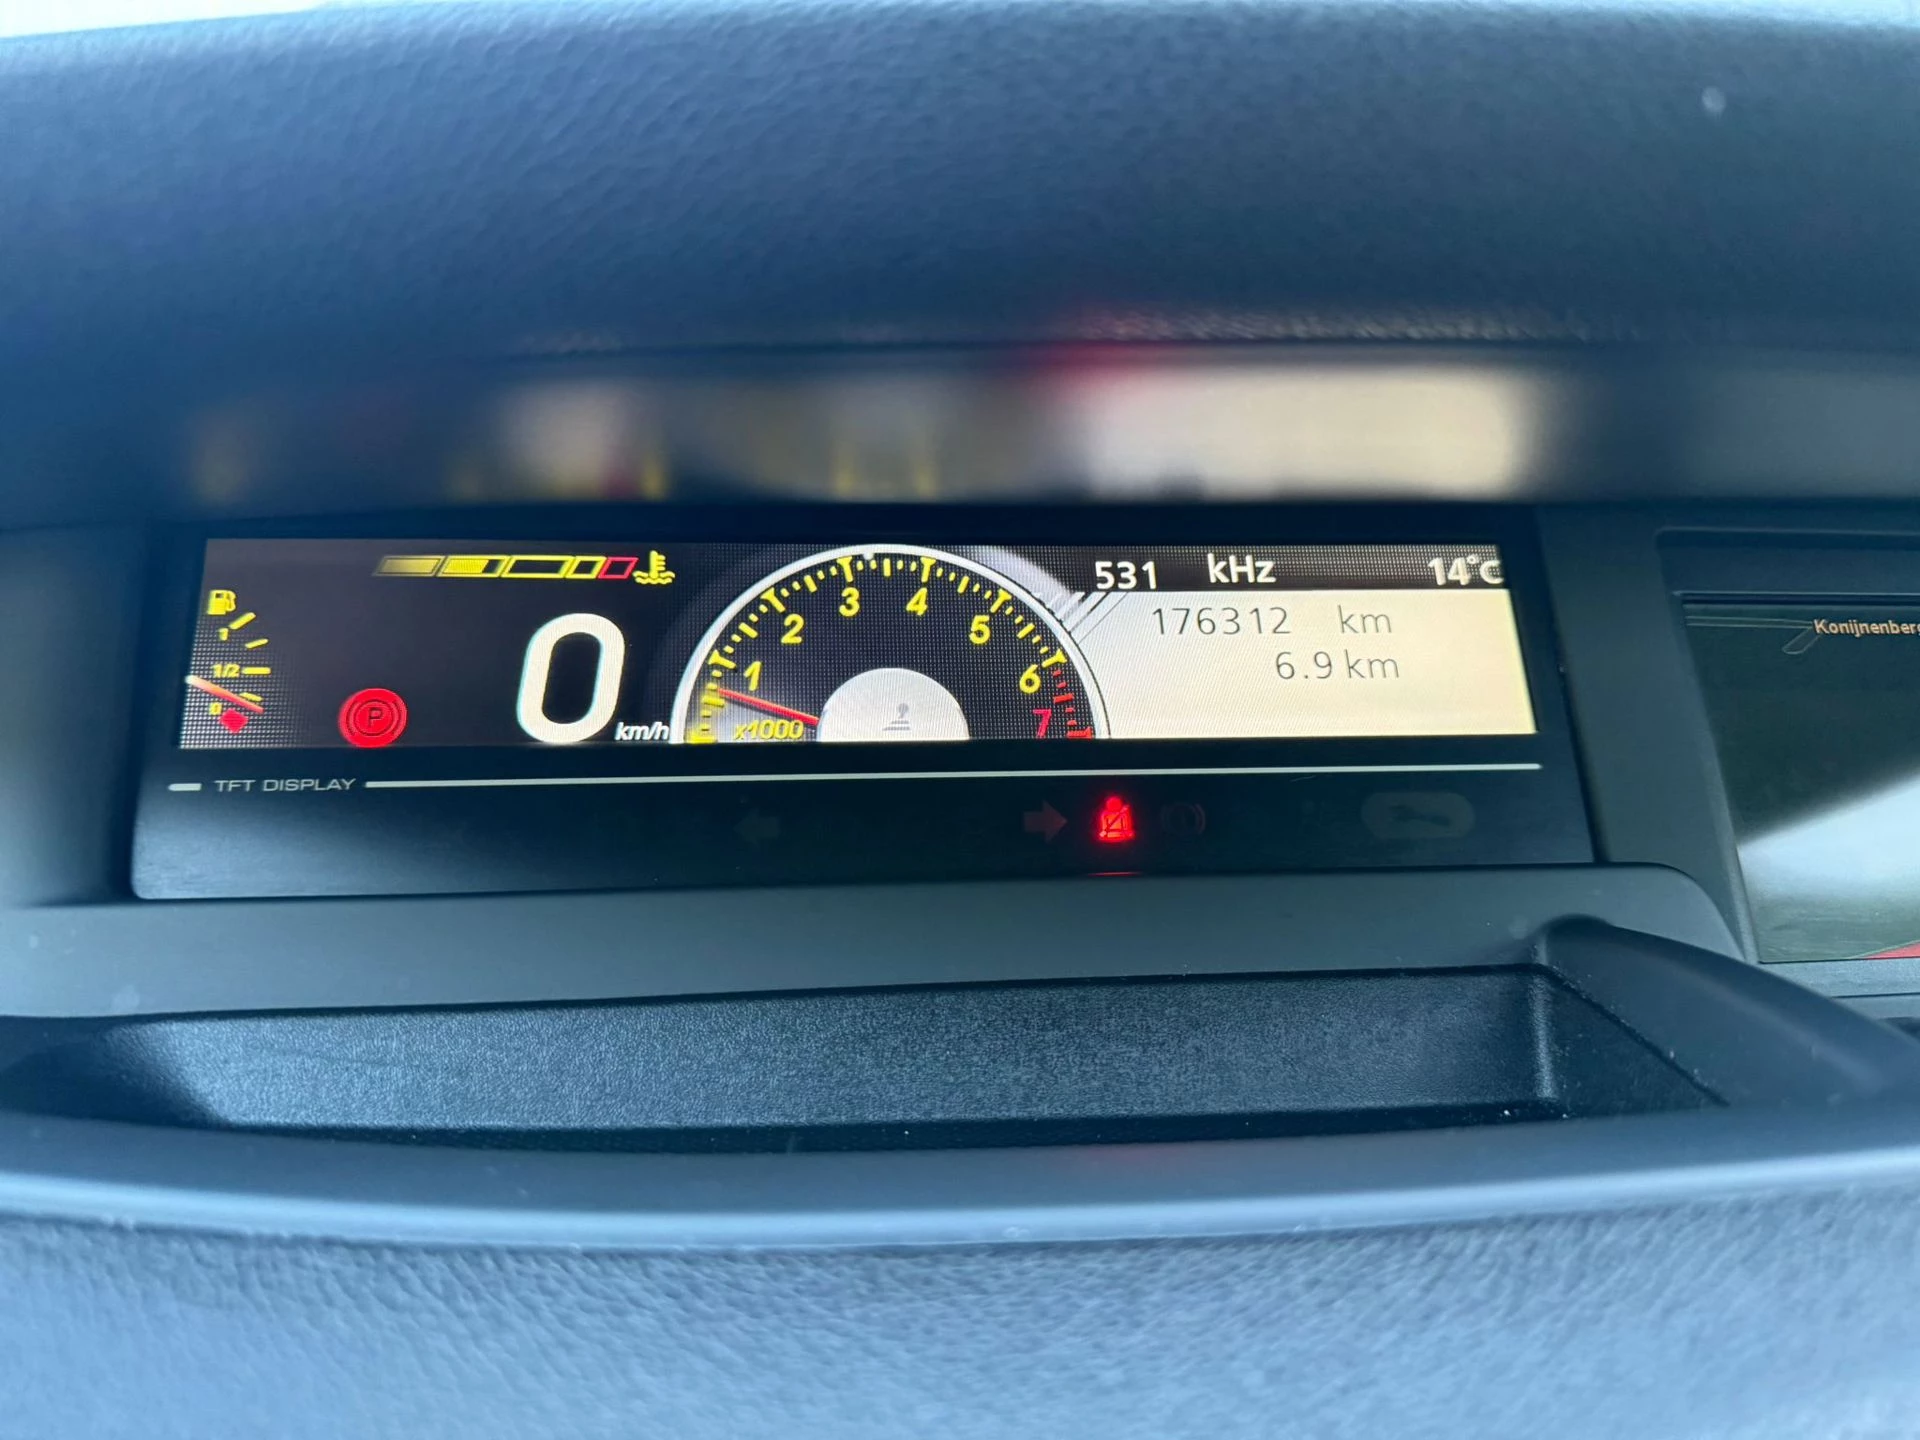 531 kHz 14°C
176312 km
6.9 km
1
1/2
0
P
0 km/h
1 2 3 4 5 6 7
x1000
TFT DISPLAY